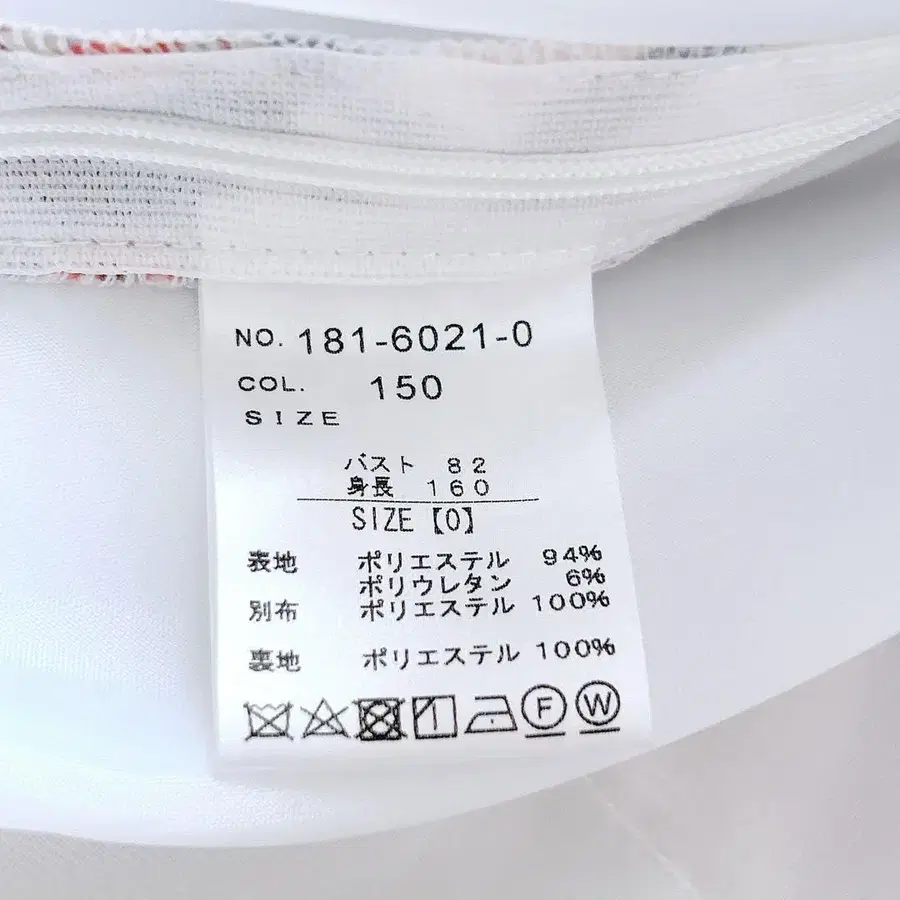 NO. 181-6021-0
COL. 150
SIZE
バスト 82
身長 160
SIZE【0】
表地 ポリエステル 94%
ポリウレタン 6%
別布 ポリエステル 100%
裏地 ポリエステル 100%
F W